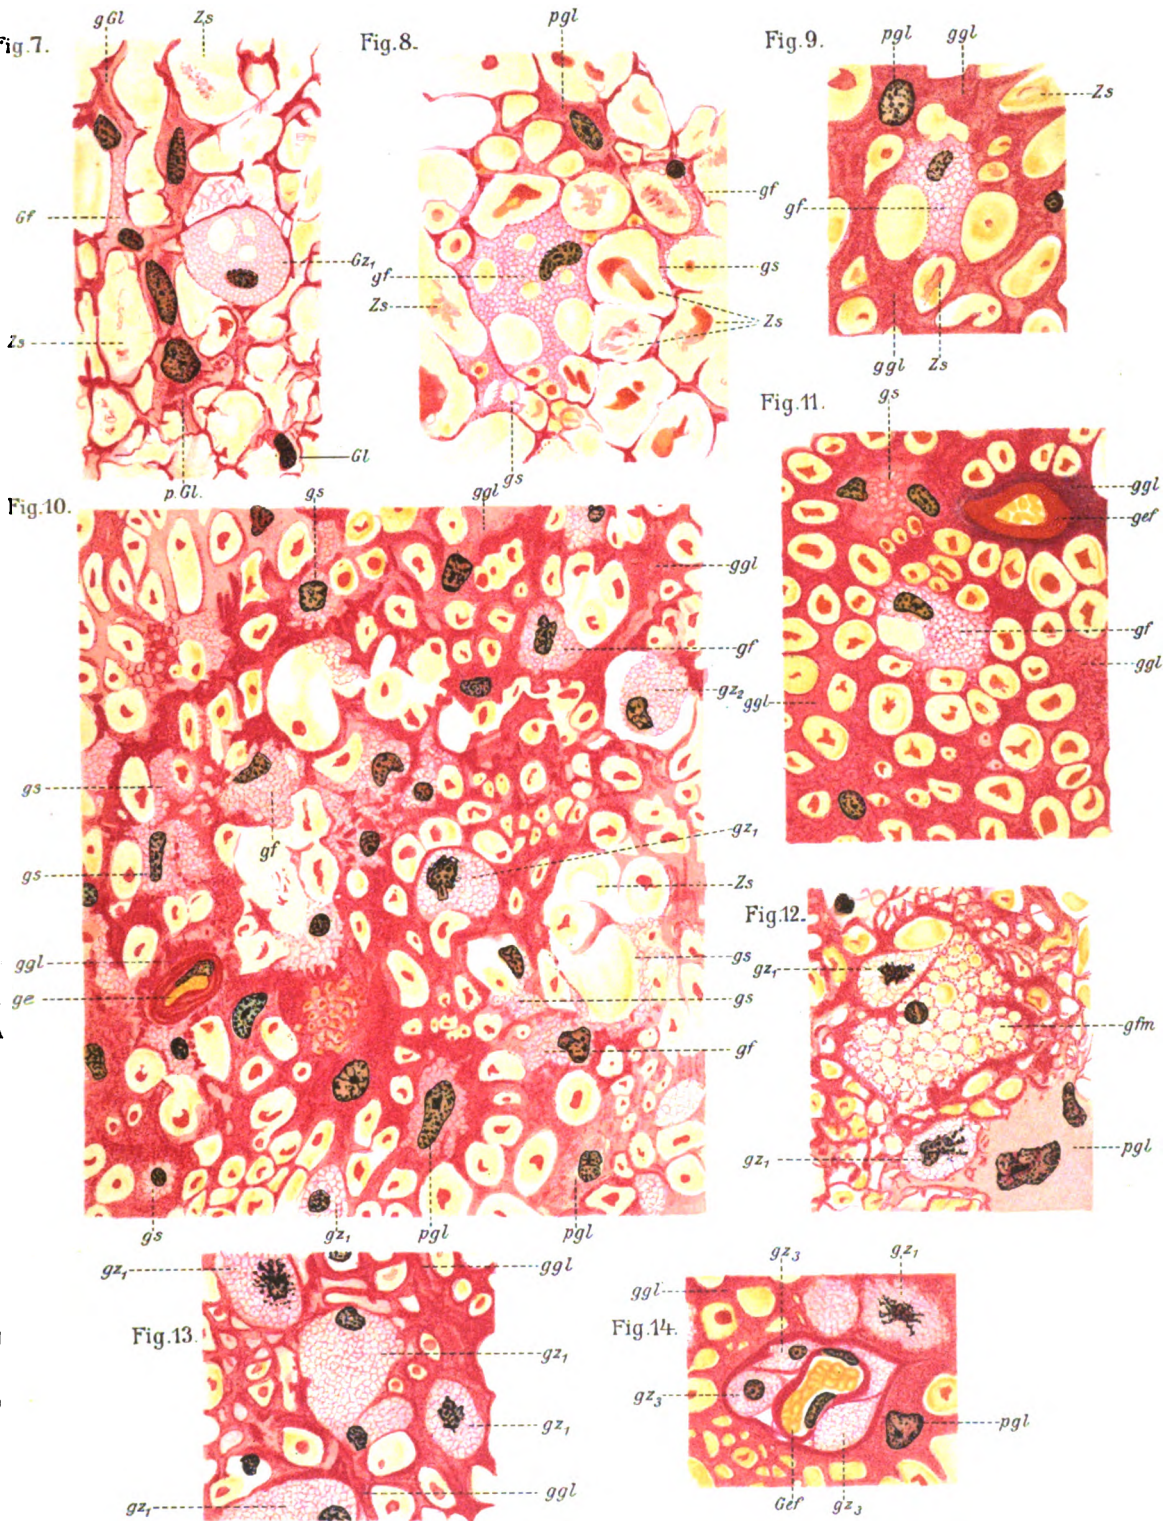 gGl Zs
Fig.7.
Gf
Gz₁
Zs
Gl
p.Gl.
pgl
Fig.8.
gf
gs
gf
Zs
Zs
gs
pgl ggl
Fig.9.
Zs
gf
ggl Zs
Fig.10.
gs ggl
ggl
gf
gz₂
gs
gz₁
gf
gs
Zs
gs
ggl
ge
gs
gf
gs gz₁ pgl pgl
gs
Fig.11.
ggl
gef
gf
ggl
ggl
Fig.12.
gz₁
gfm
gz₁
pgl
gz₁
ggl
Fig.13.
gz₁
gz₁
gz₁
ggl
gz₃ gz₁
ggl
Fig.14.
gz₃
pgl
Gef gz₃